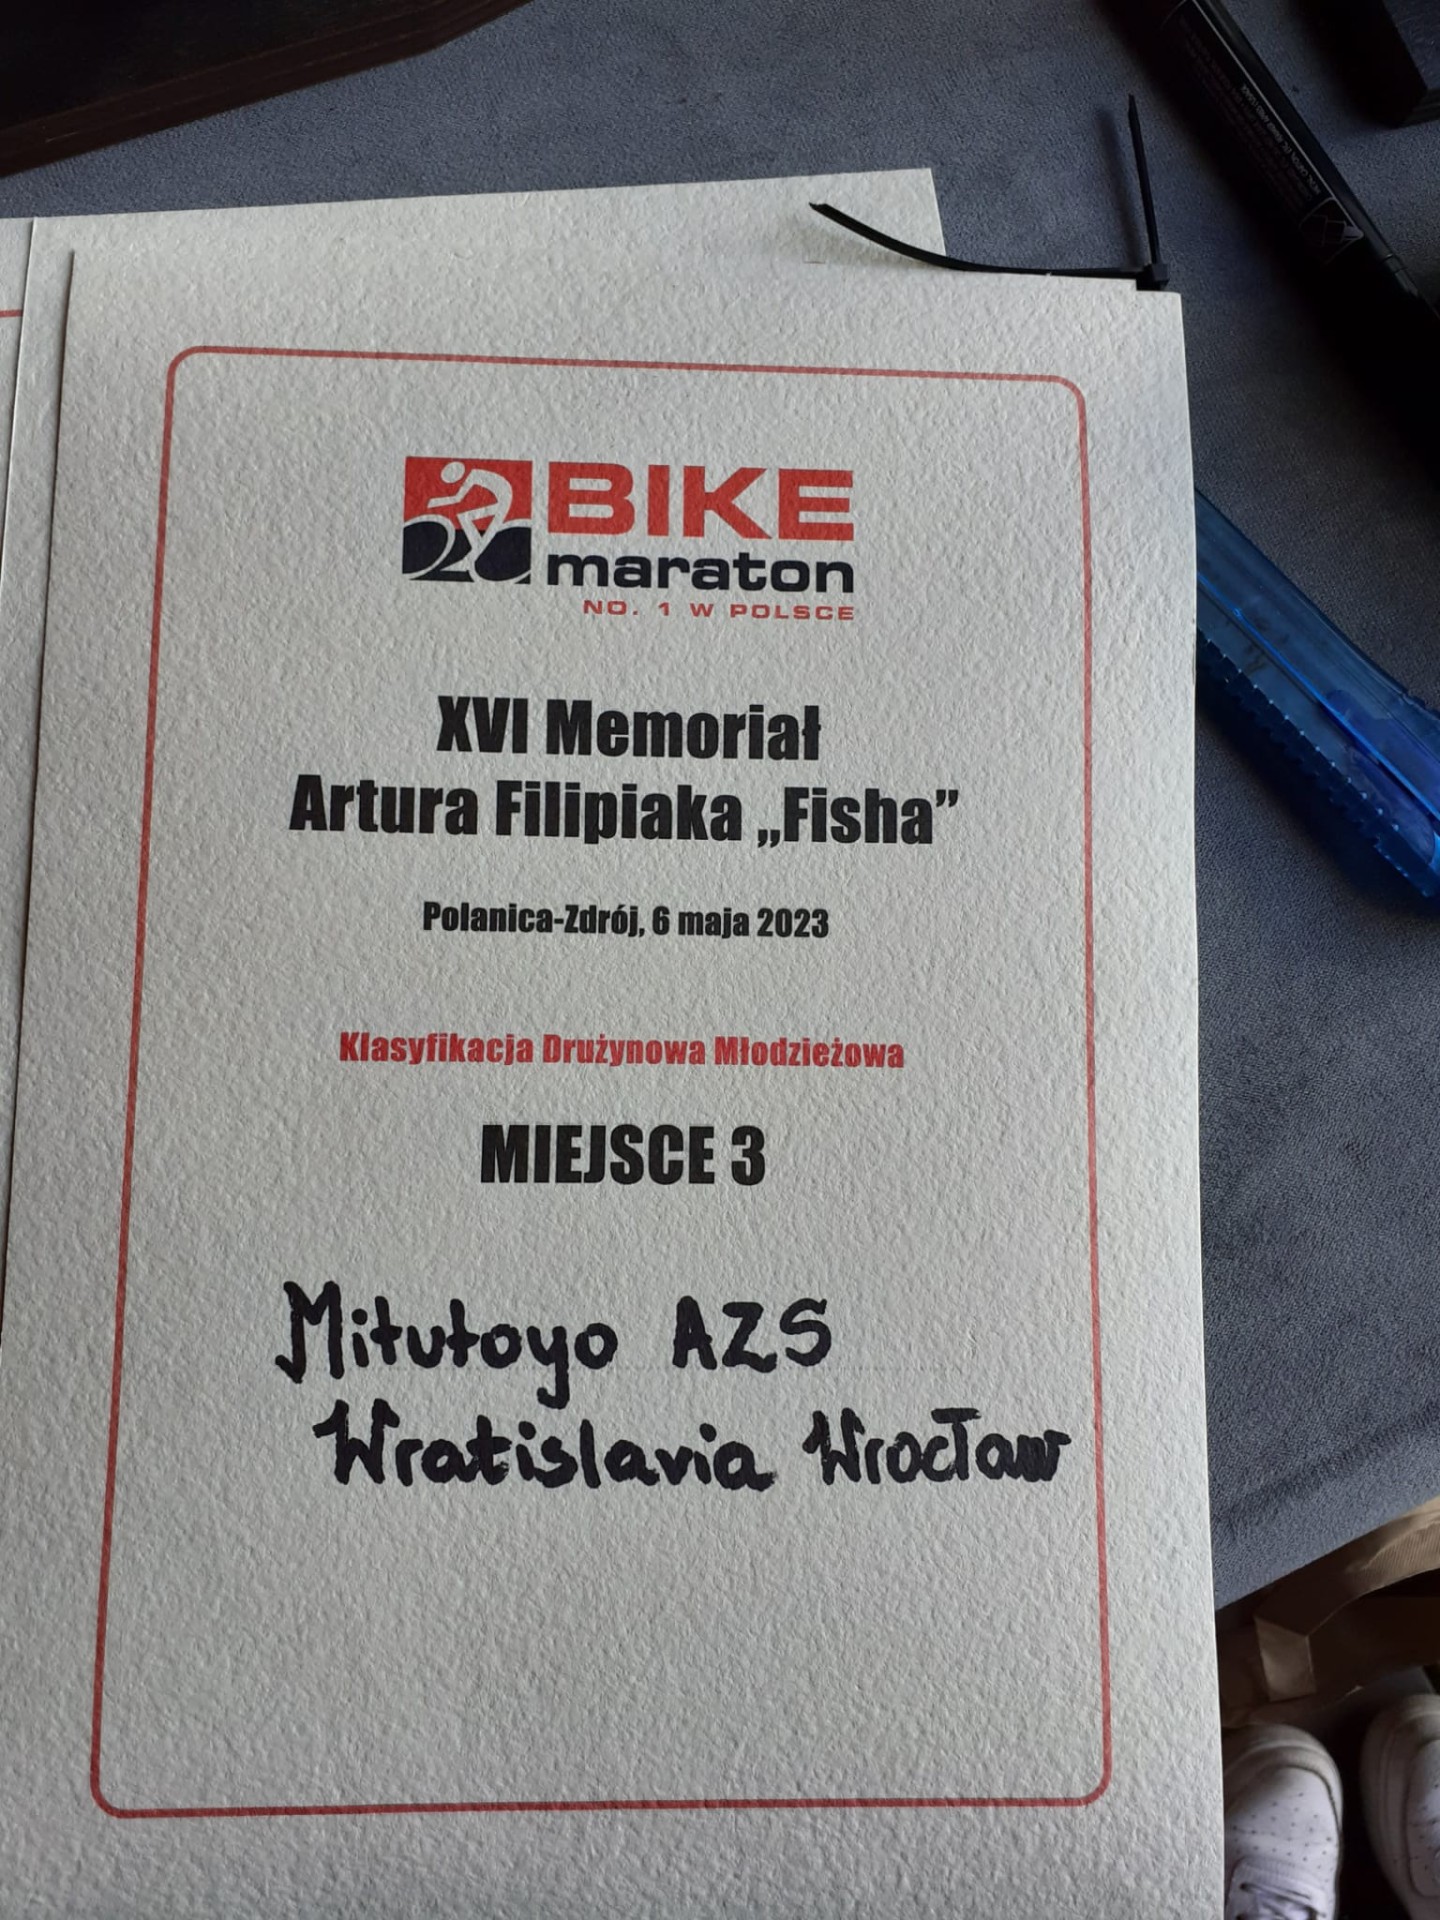 BIKE
maraton
NO. 1 W POLSCE
XVI Memoriał
Artura Filipiaka „Fisha”
Polanica-Zdrój, 6 maja 2023
Klasyfikacja Drużynowa Młodzieżowa
MIEJSCE 3
Mitutoyo AZS
Wratislavia Wrocław